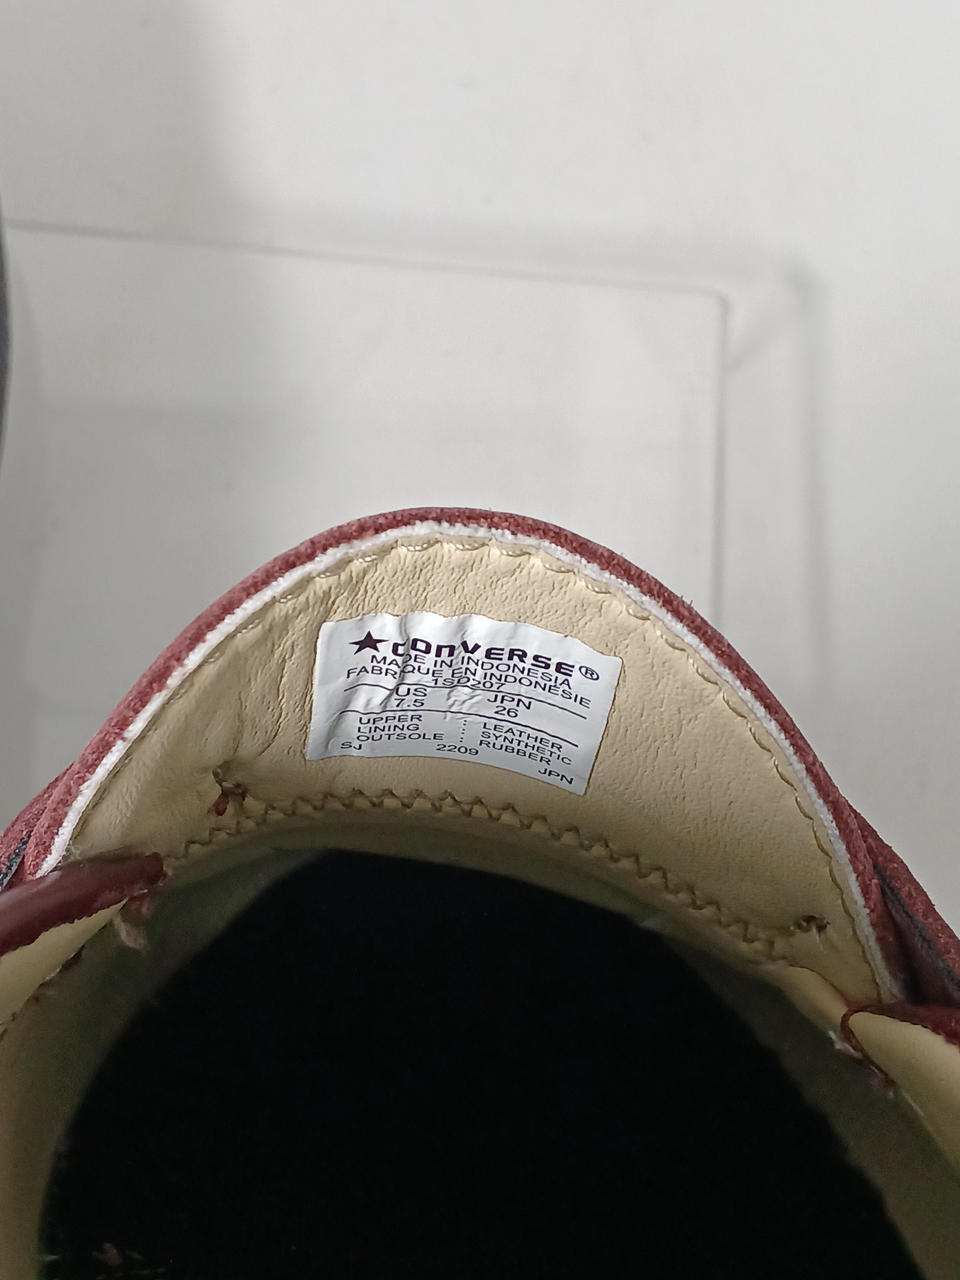 ★CONVERSE®
MADE IN INDONESIA
FABRIQUE EN INDONÉSIE
1SD207
US JPN
7.5 26
UPPER : LEATHER
LINING : SYNTHETIC
OUTSOLE : RUBBER
SJ 2209 JPN